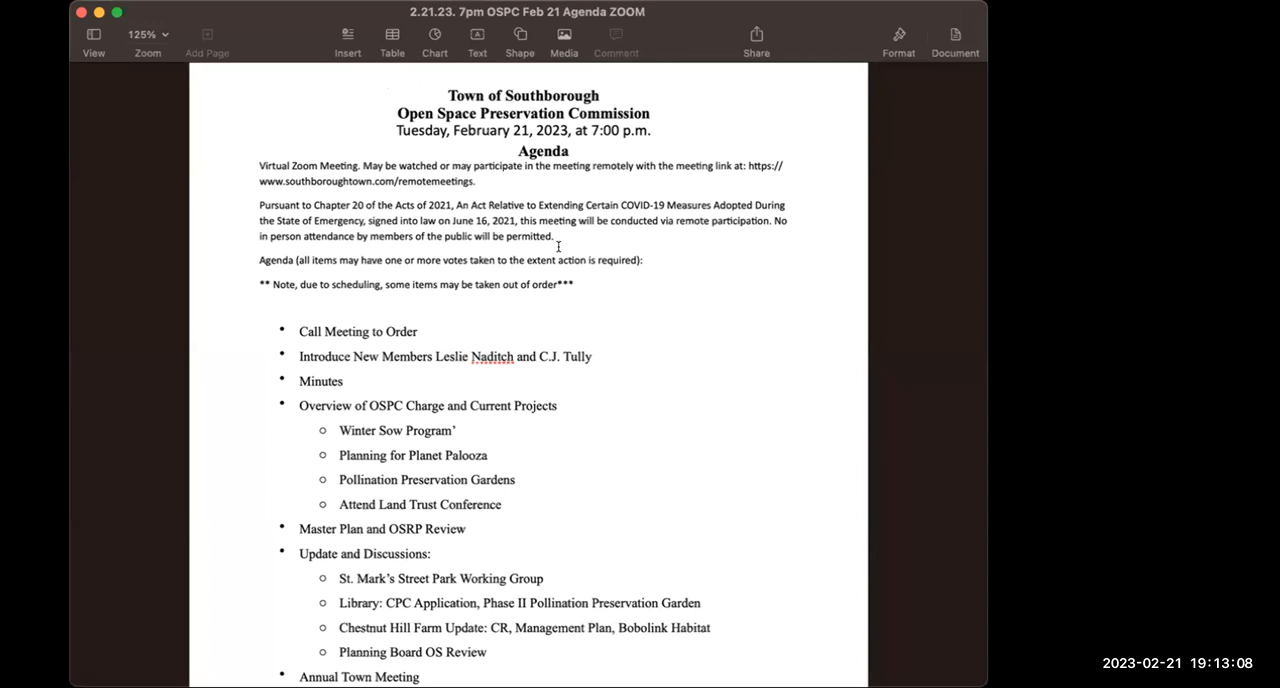 2.21.23. 7pm OSPC Feb 21 Agenda ZOOM
125%
View
Zoom
Add Page
Insert
Table
Chart
Text
Shape
Media
Comment
Share
Format
Document
Town of Southborough
Open Space Preservation Commission
Tuesday, February 21, 2023, at 7:00 p.m.
Agenda
Virtual Zoom Meeting. May be watched or may participate in the meeting remotely with the meeting link at: https://
www.southboroughtown.com/remotemeetings.
Pursuant to Chapter 20 of the Acts of 2021, An Act Relative to Extending Certain COVID-19 Measures Adopted During
the State of Emergency, signed into law on June 16, 2021, this meeting will be conducted via remote participation. No
in person attendance by members of the public will be permitted.
Agenda (all items may have one or more votes taken to the extent action is required):
** Note, due to scheduling, some items may be taken out of order***
• Call Meeting to Order
• Introduce New Members Leslie Naditch and C.J. Tully
• Minutes
• Overview of OSPC Charge and Current Projects
○ Winter Sow Program’
○ Planning for Planet Palooza
○ Pollination Preservation Gardens
○ Attend Land Trust Conference
• Master Plan and OSRP Review
• Update and Discussions:
○ St. Mark’s Street Park Working Group
○ Library: CPC Application, Phase II Pollination Preservation Garden
○ Chestnut Hill Farm Update: CR, Management Plan, Bobolink Habitat
○ Planning Board OS Review
• Annual Town Meeting
2023-02-21 19:13:08